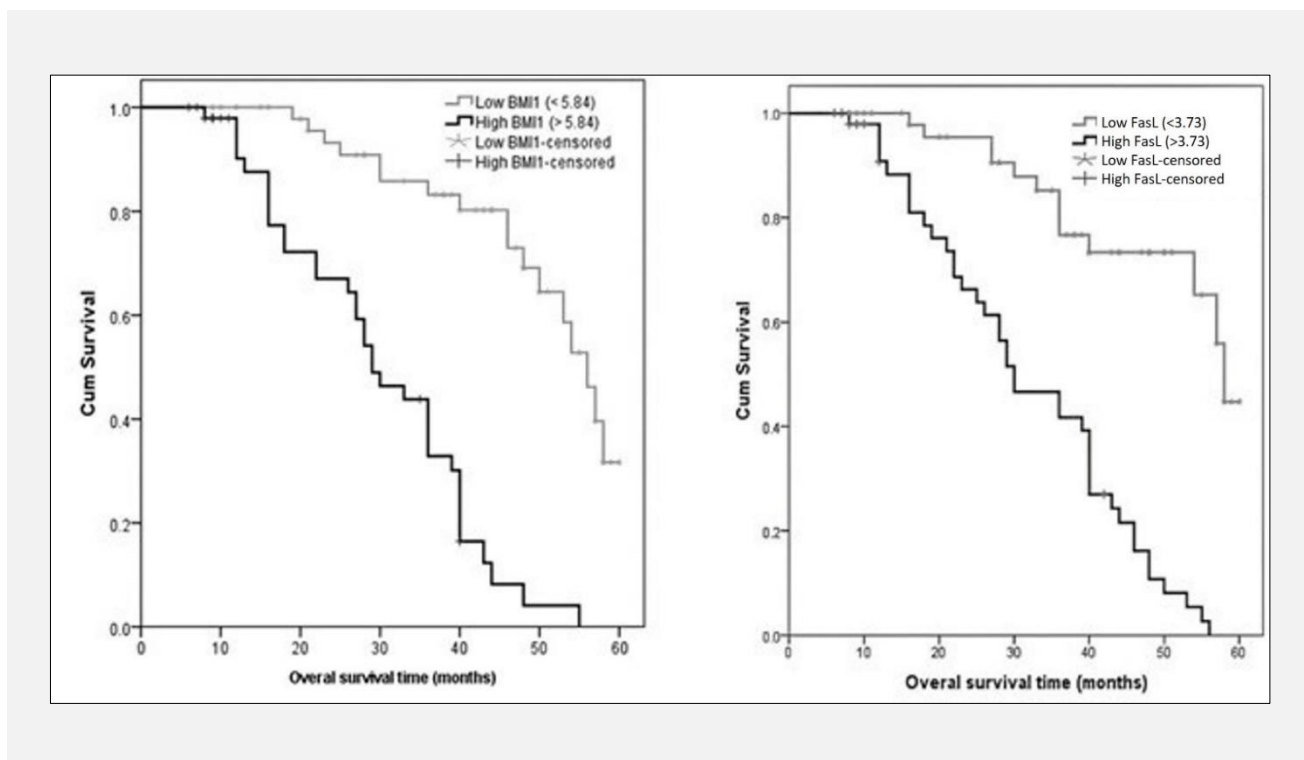 Low BMI1 (<5.84)
High BMI1 (>5.84)
Low BMI1-censored
High BMI1-censored
Cum Survival
1.0
0.8
0.6
0.4
0.2
0.0
0 10 20 30 40 50 60
Overal survival time (months)
Low FasL (<3.73)
High FasL (>3.73)
Low FasL-censored
High FasL-censored
Cum Survival
1.0
0.8
0.6
0.4
0.2
0.0
0 10 20 30 40 50 60
Overal survival time (months)